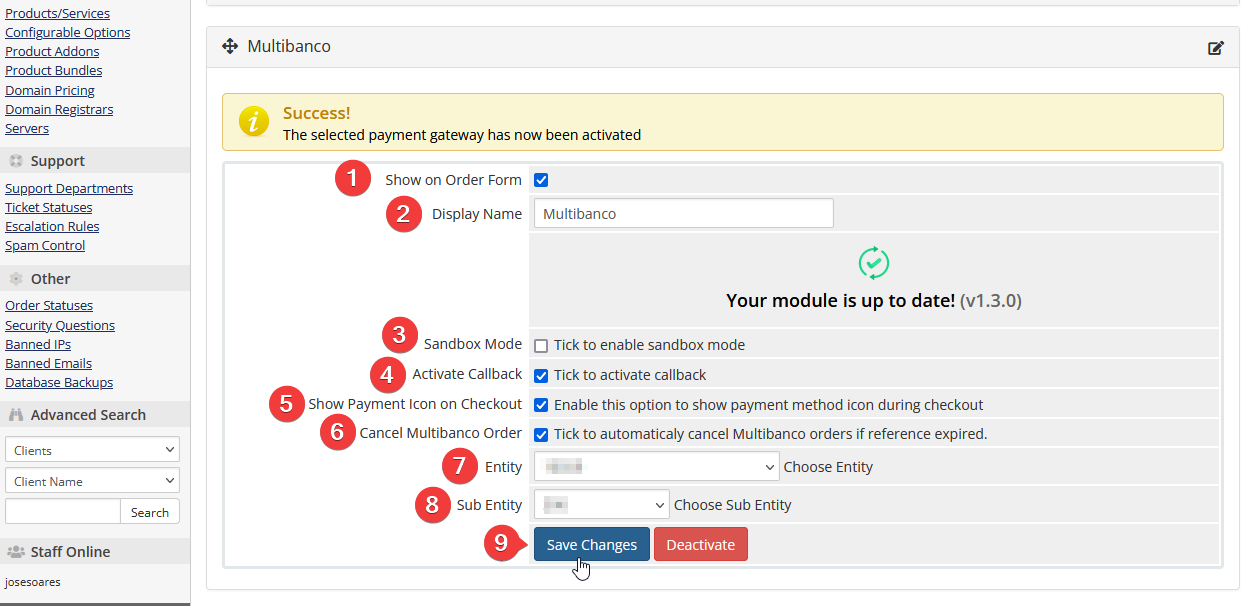 Products/Services
Configurable Options
Product Addons
Product Bundles
Domain Pricing
Domain Registrars
Servers
Support
Support Departments
Ticket Statuses
Escalation Rules
Spam Control
Other
Order Statuses
Security Questions
Banned IPs
Banned Emails
Database Backups
Advanced Search
Clients
Client Name
Search
Staff Online
josesoares
Multibanco
Success!
The selected payment gateway has now been activated
1 Show on Order Form
2 Display Name Multibanco
Your module is up to date! (v1.3.0)
3 Sandbox Mode Tick to enable sandbox mode
4 Activate Callback Tick to activate callback
5 Show Payment Icon on Checkout Enable this option to show payment method icon during checkout
6 Cancel Multibanco Order Tick to automaticaly cancel Multibanco orders if reference expired.
7 Entity Choose Entity
8 Sub Entity Choose Sub Entity
9 Save Changes Deactivate